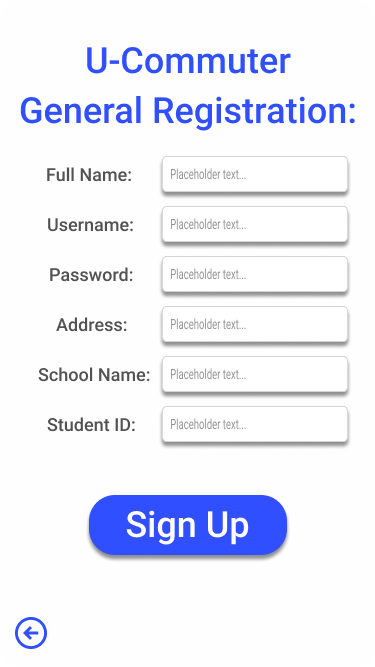 U-Commuter
General Registration:
Full Name: Placeholder text...
Username: Placeholder text...
Password: Placeholder text...
Address: Placeholder text...
School Name: Placeholder text...
Student ID: Placeholder text...
Sign Up